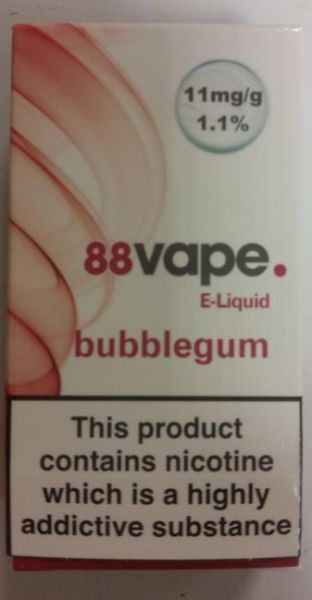 11mg/g
1.1%
88vape.
E-Liquid
bubblegum
This product
contains nicotine
which is a highly
addictive substance